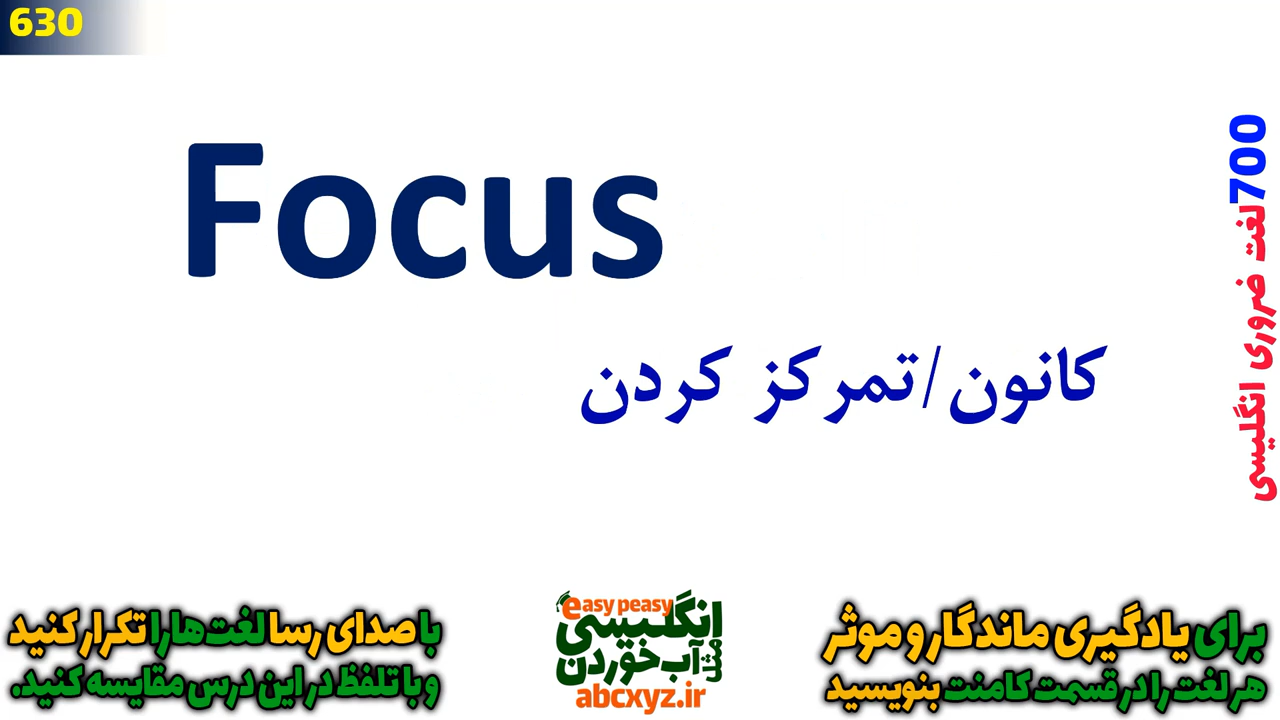 630
Focus
کانون/تمرکز کردن
700 لغت ضروری انگلیسی
برای یادگیری ماندگار و موثر
هر لغت را در قسمت کامنت بنویسید
easy peasy
انگلیسی
مثل آب خوردن
abcxyz.ir
با صدای رسا لغت‌ها را تکرار کنید
و با تلفظ در این درس مقایسه کنید.